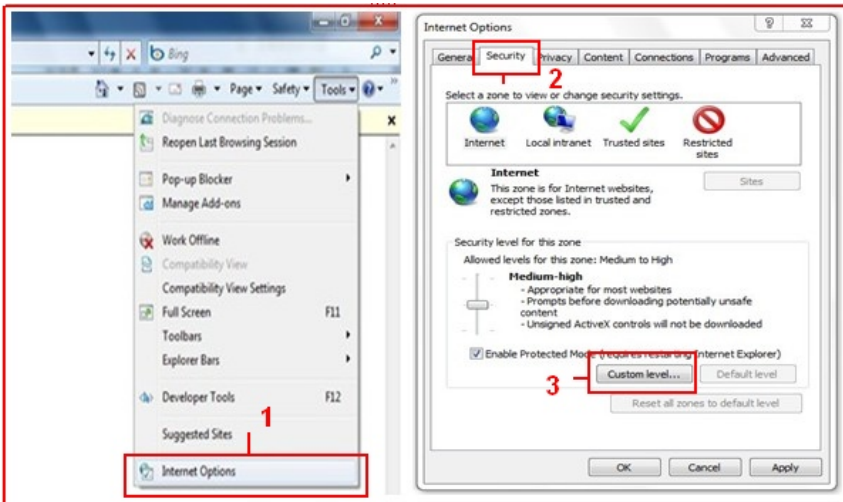 Bing
Page Safety Tools
Diagnose Connection Problems...
Reopen Last Browsing Session
Pop-up Blocker
Manage Add-ons
Work Offline
Compatibility View
Compatibility View Settings
Full Screen F11
Toolbars
Explorer Bars
Developer Tools F12
Suggested Sites
1
Internet Options
Internet Options
General Security Privacy Content Connections Programs Advanced
2
Select a zone to view or change security settings.
Internet Local intranet Trusted sites Restricted
sites
Internet
This zone is for Internet websites,
except those listed in trusted and
restricted zones.
Sites
Security level for this zone
Allowed levels for this zone: Medium to High
Medium-high
- Appropriate for most websites
- Prompts before downloading potentially unsafe
content
- Unsigned ActiveX controls will not be downloaded
Enable Protected Mode (requires restarting Internet Explorer)
3
Custom level... Default level
Reset all zones to default level
OK Cancel Apply